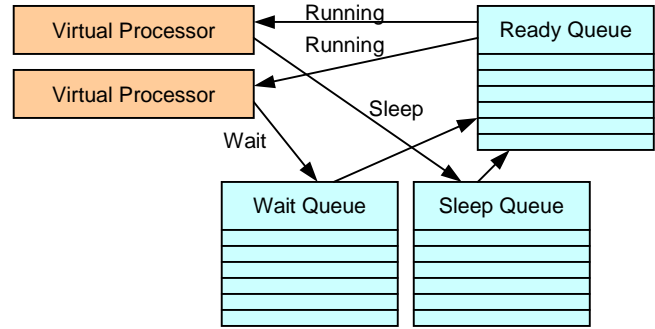 Running
Virtual Processor
Ready Queue
Running
Virtual Processor
Sleep
Wait
Wait Queue
Sleep Queue